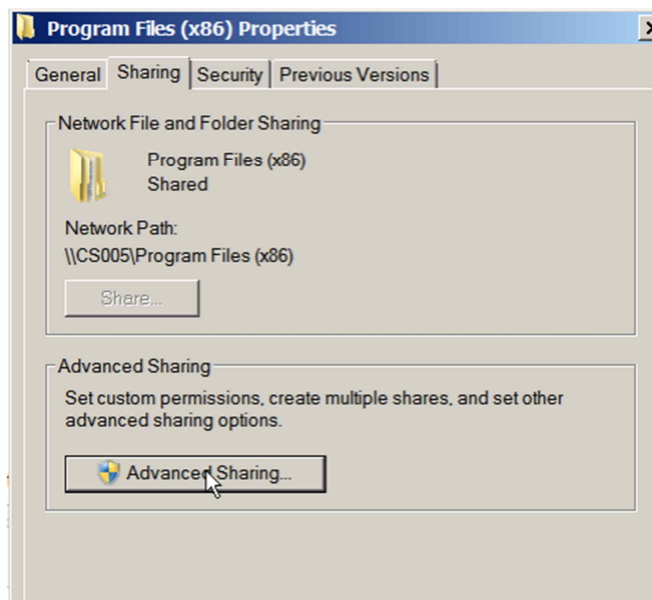 Program Files (x86) Properties
General Sharing Security Previous Versions
Network File and Folder Sharing
Program Files (x86)
Shared
Network Path:
\\CS005\Program Files (x86)
Share...
Advanced Sharing
Set custom permissions, create multiple shares, and set other
advanced sharing options.
Advanced Sharing...